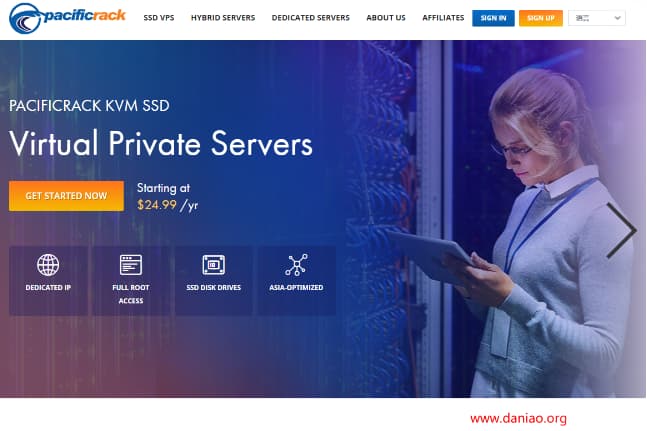 pacificrack
SSD VPS
HYBRID SERVERS
DEDICATED SERVERS
ABOUT US
AFFILIATES
SIGN IN
SIGN UP
PACIFICRACK KVM SSD
Virtual Private Servers
GET STARTED NOW
Starting at
$24.99 /yr
DEDICATED IP
FULL ROOT
ACCESS
SSD DISK DRIVES
ASIA-OPTIMIZED
www.daniao.org